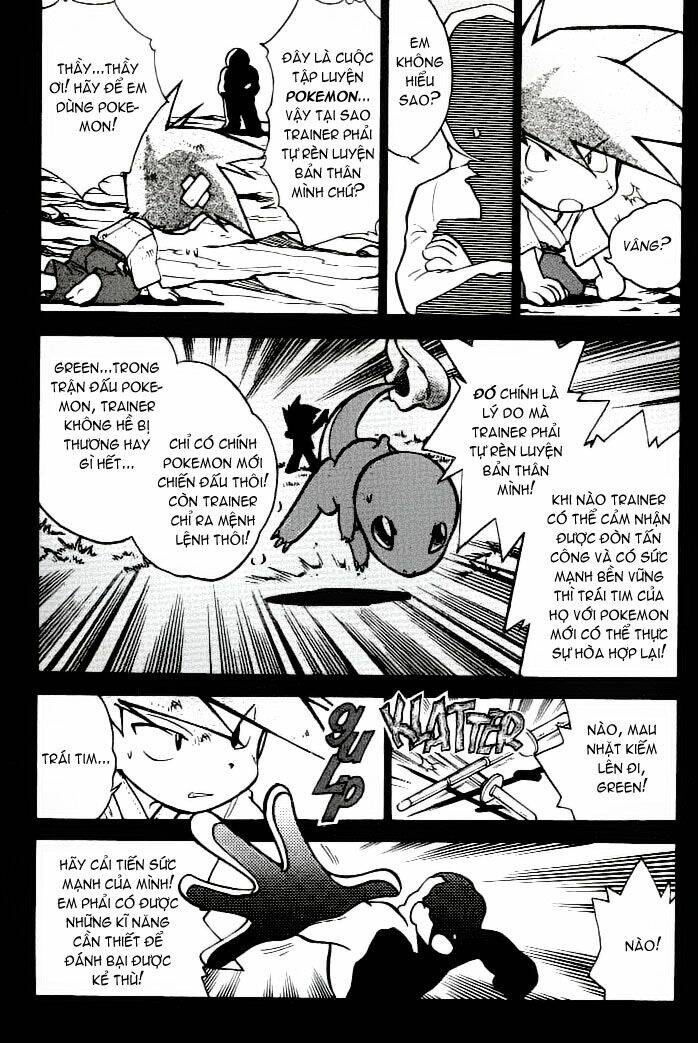 THẦY...THẦY
ƠI! HÃY ĐỂ EM
DÙNG POKE-
MON!
ĐÂY LÀ CUỘC
TẬP LUYỆN
POKEMON...
VẬY TẠI SAO
TRAINER PHẢI
TỰ RÈN LUYỆN
BẢN THÂN
MÌNH CHỨ?
EM
KHÔNG
HIỂU
SAO?
VÂNG?
GREEN...TRONG
TRẬN ĐẤU POKE-
MON, TRAINER
KHÔNG HỀ BỊ
THƯƠNG HAY
GÌ HẾT...
CHỈ CÓ CHÍNH
POKEMON MỚI
CHIẾN ĐẤU THÔI!
CÒN TRAINER
CHỈ RA MỆNH
LỆNH THÔI!
ĐÓ CHÍNH LÀ
LÝ DO MÀ
TRAINER PHẢI
TỰ RÈN LUYỆN
BẢN THÂN
MÌNH!
KHI NÀO TRAINER
CÓ THỂ CẢM NHẬN
ĐƯỢC ĐÒN TẤN
CÔNG VÀ CÓ SỨC
MẠNH BỀN VỮNG
THÌ TRÁI TIM CỦA
HỌ VỚI POKEMON
MỚI CÓ THỂ THỰC
SỰ HÒA HỢP LẠI!
TRÁI TIM...
GULP
KLATTER
NÀO, MAU
NHẶT KIẾM
LÊN ĐI,
GREEN!
HÃY CẢI TIẾN SỨC
MẠNH CỦA MÌNH!
EM PHẢI CÓ ĐƯỢC
NHỮNG KĨ NĂNG
CẦN THIẾT ĐỂ
ĐÁNH BẠI ĐƯỢC
KẺ THÙ!
NÀO!